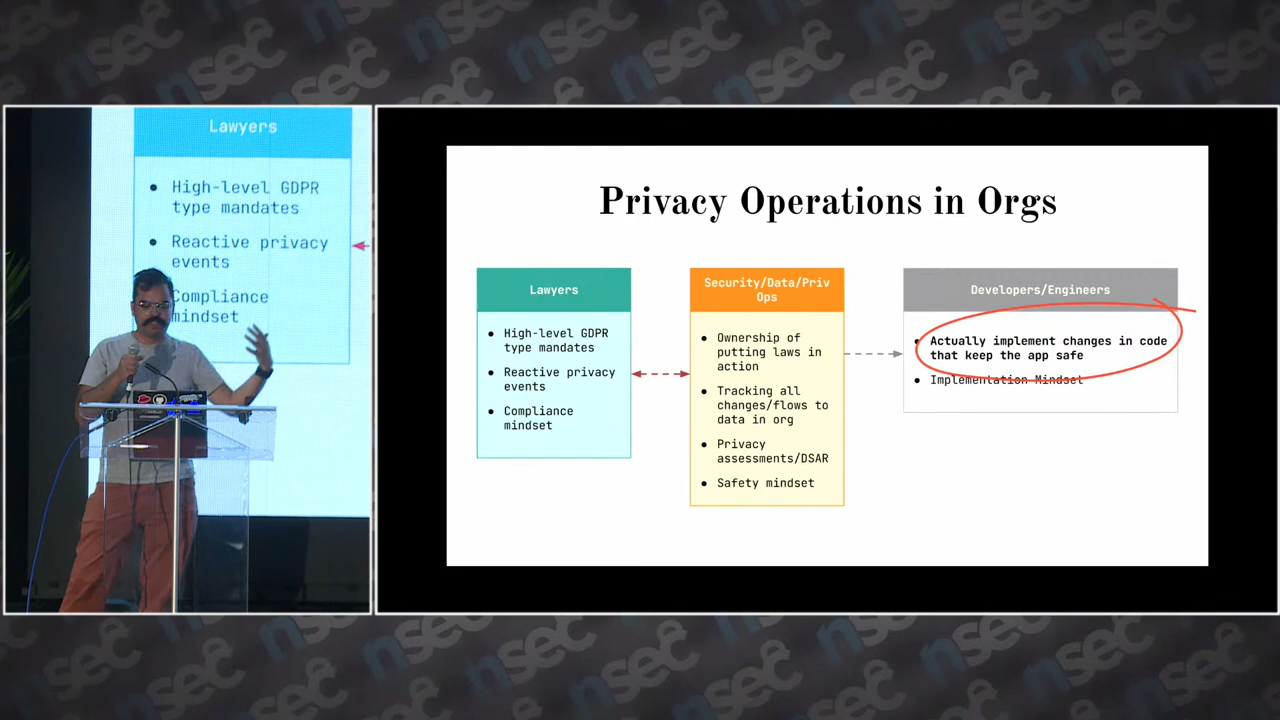 nsec
Lawyers
High-level GDPR
type mandates
Reactive privacy
events
Compliance
mindset
Privacy Operations in Orgs
Lawyers
High-level GDPR
type mandates
Reactive privacy
events
Compliance
mindset
Security/Data/Priv
Ops
Ownership of
putting laws in
action
Tracking all
changes/flows to
data in org
Privacy
assessments/DSAR
Safety mindset
Developers/Engineers
Actually implement changes in code
that keep the app safe
Implementation Mindset